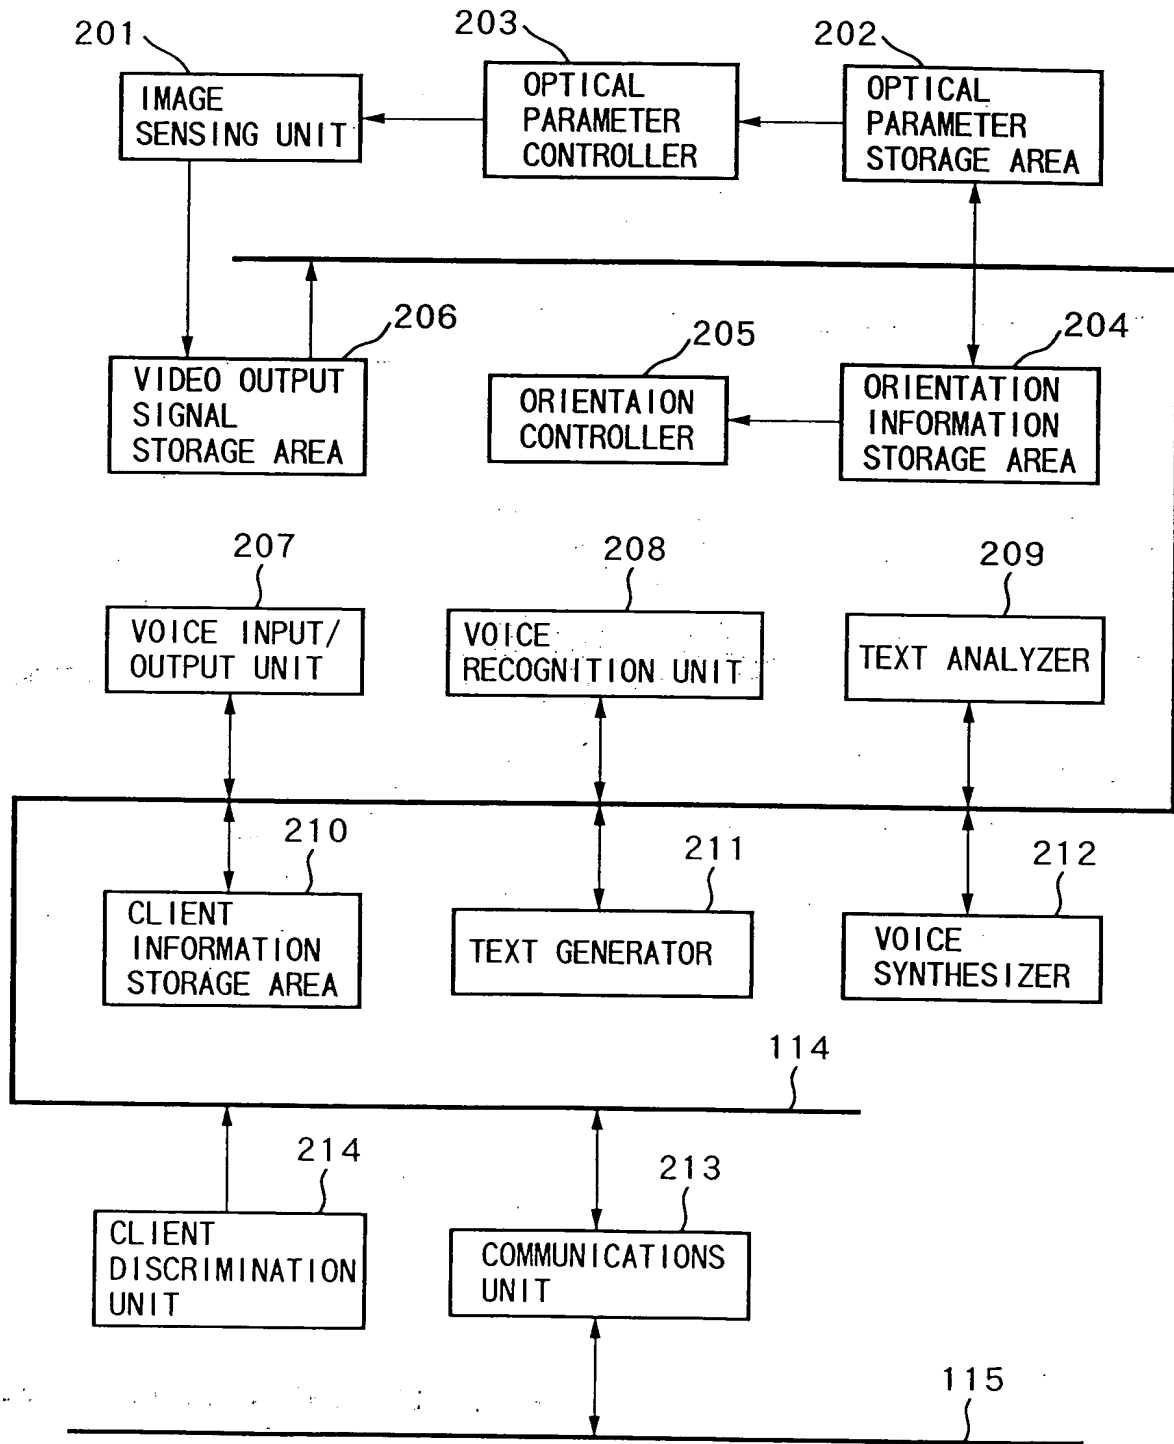 201
203
202
IMAGE
SENSING UNIT
OPTICAL
PARAMETER
CONTROLLER
OPTICAL
PARAMETER
STORAGE AREA
206
205
204
VIDEO OUTPUT
SIGNAL
STORAGE AREA
ORIENTAION
CONTROLLER
ORIENTATION
INFORMATION
STORAGE AREA
207
208
209
VOICE INPUT/
OUTPUT UNIT
VOICE
RECOGNITION UNIT
TEXT ANALYZER
210
211
212
CLIENT
INFORMATION
STORAGE AREA
TEXT GENERATOR
VOICE
SYNTHESIZER
114
214
213
CLIENT
DISCRIMINATION
UNIT
COMMUNICATIONS
UNIT
115